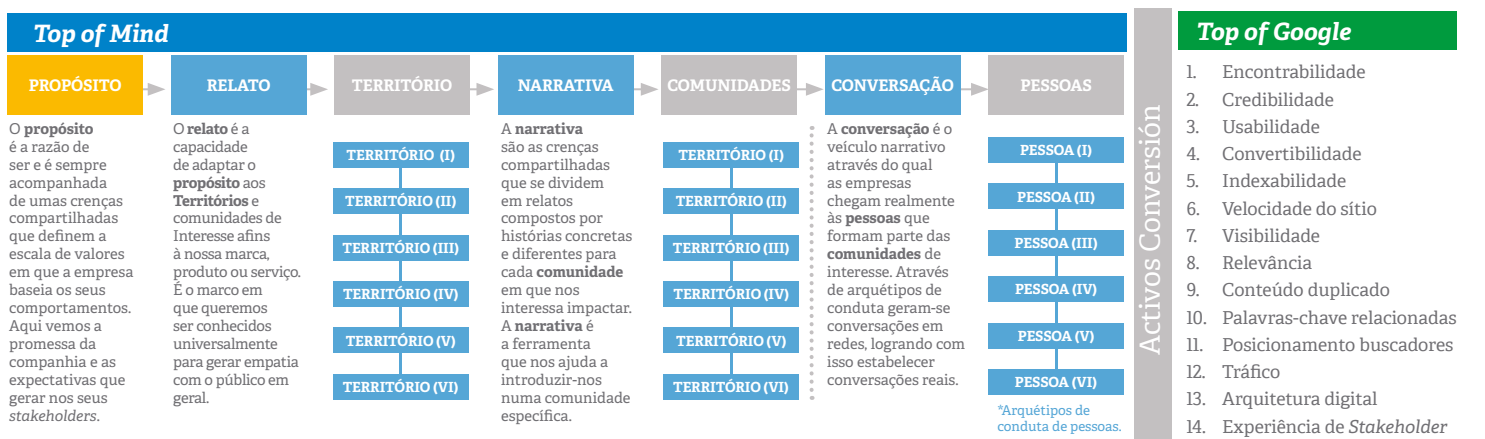 Top of Mind
PROPÓSITO
O propósito
é a razão de
ser e é sempre
acompanhada
de umas crenças
compartilhadas
que definem a
escala de valores
em que a empresa
baseia os seus
comportamentos.
Aqui vemos a
promessa da
companhia e as
expectativas que
gerar nos seus
stakeholders.
RELATO
O relato é a
capacidade
de adaptar o
propósito aos
Territórios e
comunidades de
Interesse afins
à nossa marca,
produto ou serviço.
É o marco em
que queremos
ser conhecidos
universalmente
para gerar empatia
com o público em
geral.
TERRITÓRIO
TERRITÓRIO (I)
TERRITÓRIO (II)
TERRITÓRIO (III)
TERRITÓRIO (IV)
TERRITÓRIO (V)
TERRITÓRIO (VI)
NARRATIVA
A narrativa
são as crenças
compartilhadas
que se dividem
em relatos
compostos por
histórias concretas
e diferentes para
cada comunidade
em que nos
interessa impactar.
A narrativa é
a ferramenta
que nos ajuda a
introduzir-nos
numa comunidade
específica.
COMUNIDADES
TERRITÓRIO (I)
TERRITÓRIO (II)
TERRITÓRIO (III)
TERRITÓRIO (IV)
TERRITÓRIO (V)
TERRITÓRIO (VI)
CONVERSAÇÃO
A conversação é o
veículo narrativo
através do qual
as empresas
chegam realmente
às pessoas que
formam parte das
comunidades de
interesse. Através
de arquétipos de
conduta geram-se
conversações em
redes, logrando com
isso estabelecer
conversações reais.
PESSOAS
PESSOA (I)
PESSOA (II)
PESSOA (III)
PESSOA (IV)
PESSOA (V)
PESSOA (VI)
*Arquétipos de
conduta de pessoas.
Activos Conversión
Top of Google
1. Encontrabilidade
2. Credibilidade
3. Usabilidade
4. Convertibilidade
5. Indexabilidade
6. Velocidade do sítio
7. Visibilidade
8. Relevância
9. Conteúdo duplicado
10. Palavras-chave relacionadas
11. Posicionamento buscadores
12. Tráfico
13. Arquitetura digital
14. Experiência de Stakeholder